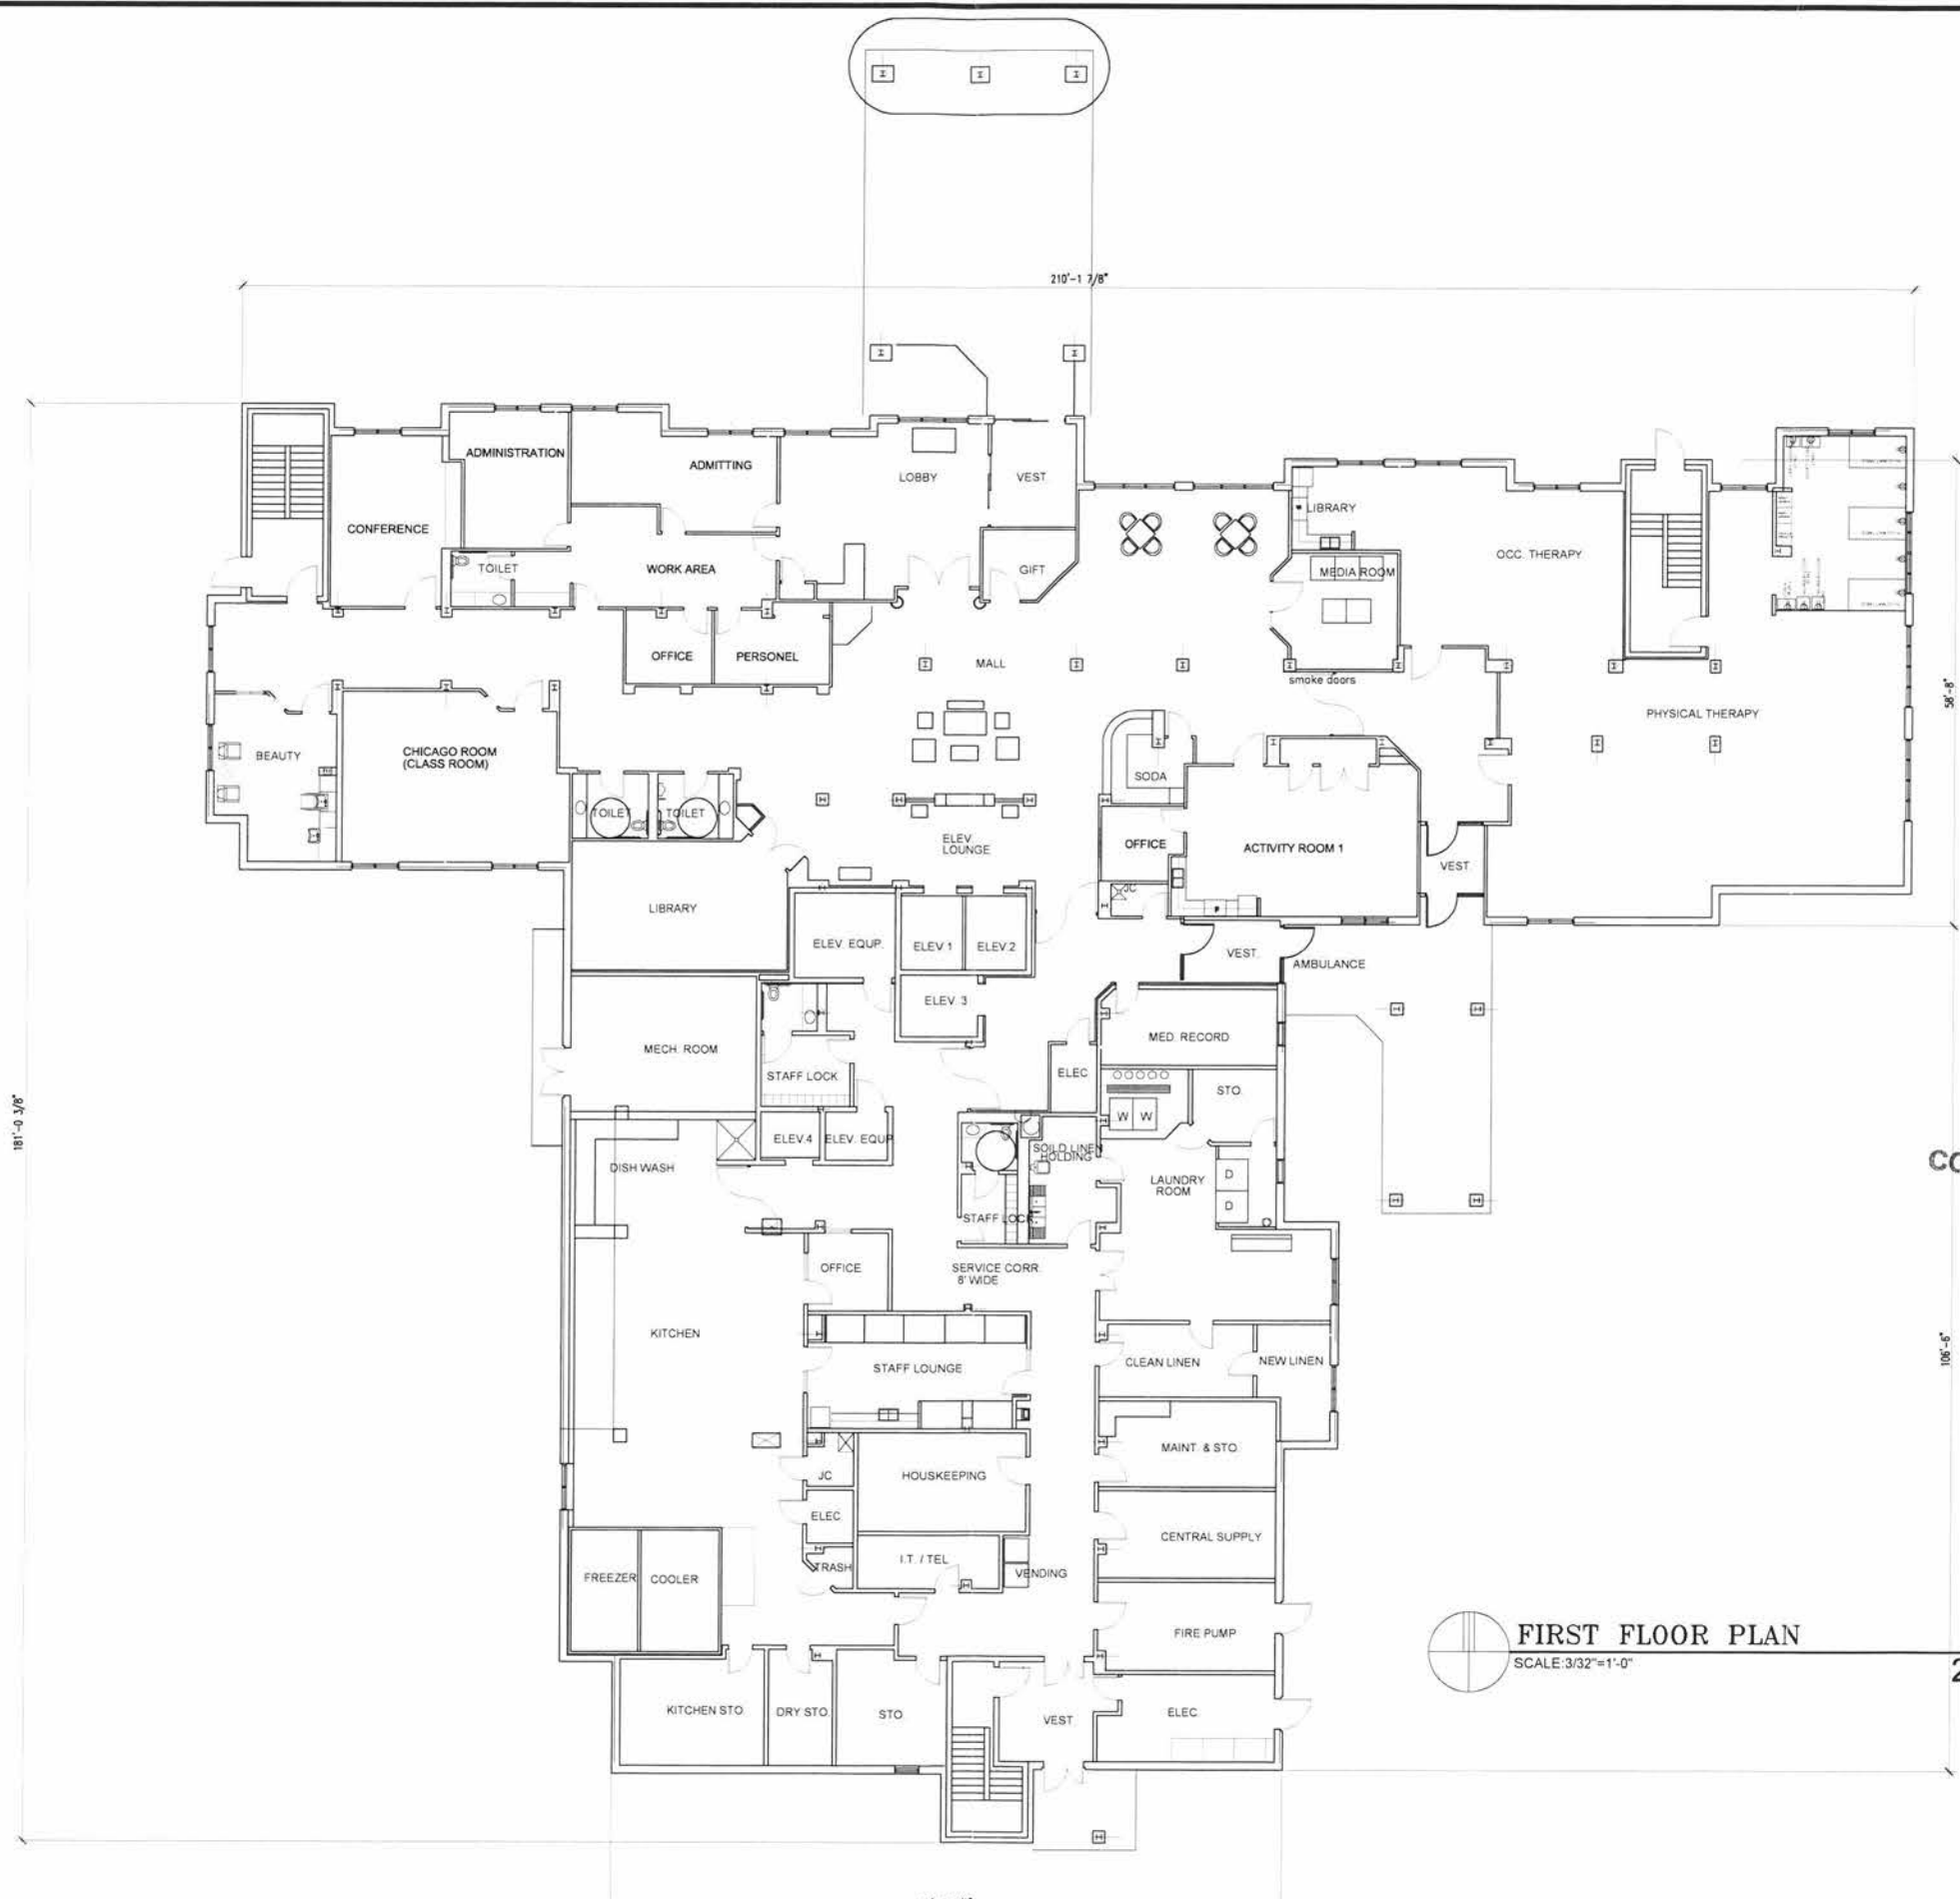 210'-1 7/8"
ADMINISTRATION
ADMITTING
LOBBY
VEST.
CONFERENCE
LIBRARY
OCC. THERAPY
TOILET
WORK AREA
GIFT
MEDIA ROOM
OFFICE
PERSONEL
MALL
smoke doors
58'-8"
PHYSICAL THERAPY
BEAUTY
CHICAGO ROOM
(CLASS ROOM)
SODA
TOILET
TOILET
ELEV.
LOUNGE
OFFICE
ACTIVITY ROOM 1
VEST.
JC
LIBRARY
ELEV. EQUP.
ELEV.1
ELEV.2
VEST.
AMBULANCE
ELEV. 3
MECH. ROOM
MED. RECORD
STAFF LOCK.
ELEC.
STO.
W
W
181'-0 3/8"
ELEV.4
ELEV. EQUP
SOILD LINEN
HOLDING
DISH WASH
LAUNDRY
ROOM
D
D
CO
STAFF LOCK
OFFICE
SERVICE CORR.
8' WIDE
KITCHEN
STAFF LOUNGE
CLEAN LINEN
NEW LINEN
106'-6"
MAINT. & STO.
JC
HOUSKEEPING
ELEC.
CENTRAL SUPPLY
TRASH
I.T. / TEL
VENDING
FREEZER
COOLER
FIRE PUMP
FIRST FLOOR PLAN
SCALE:3/32"=1'-0"
2
KITCHEN STO.
DRY STO.
STO.
VEST.
ELEC.